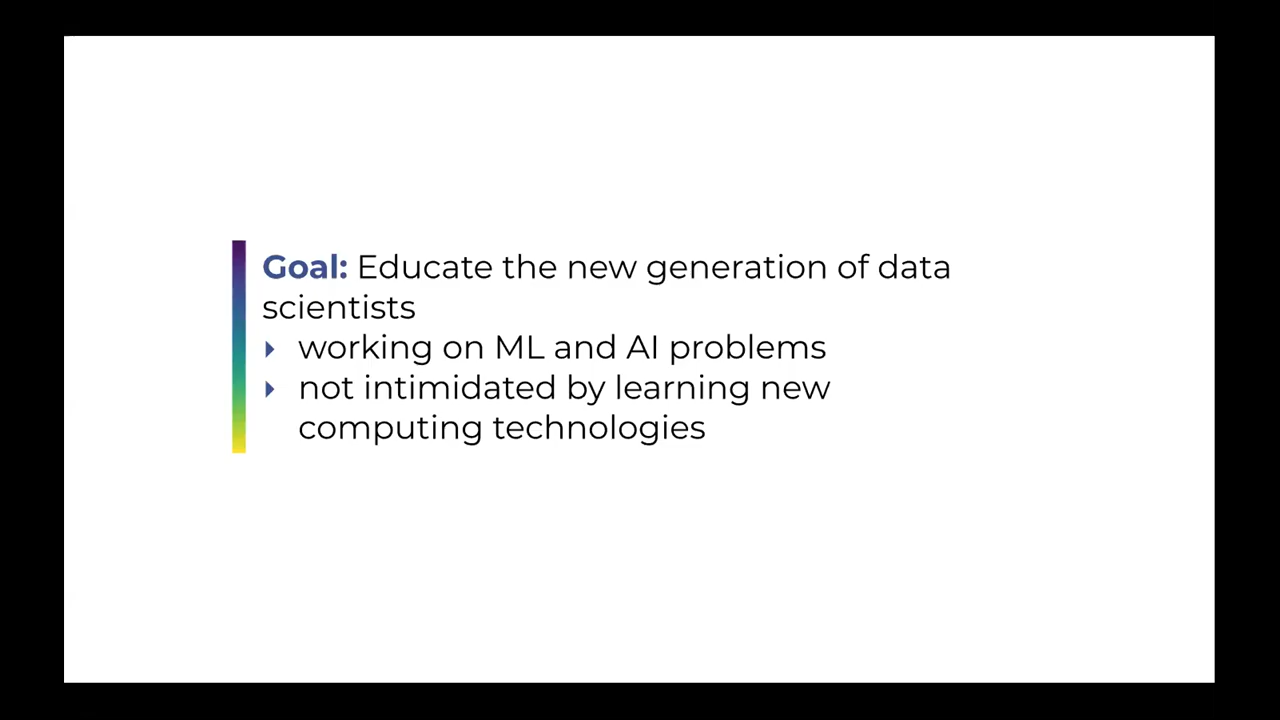 Goal: Educate the new generation of data
scientists
working on ML and AI problems
not intimidated by learning new
computing technologies